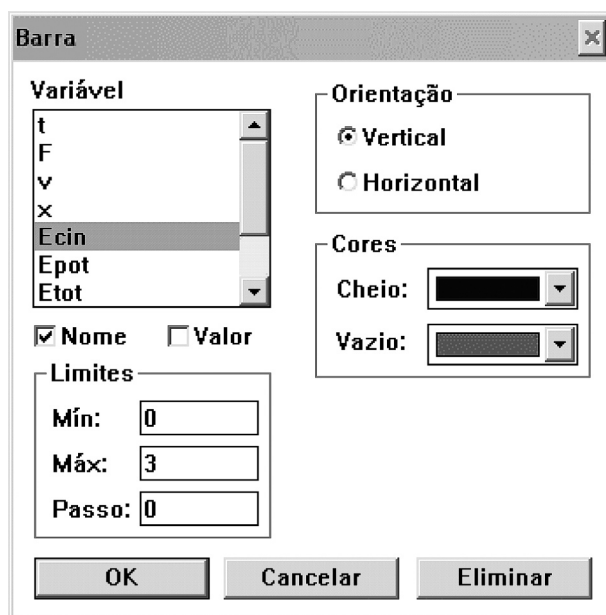 Barra
Variável
t
F
v
x
Ecin
Epot
Etot
Nome Valor
Limites
Mín: 0
Máx: 3
Passo: 0
Orientação
Vertical
Horizontal
Cores
Cheio:
Vazio:
OK Cancelar Eliminar